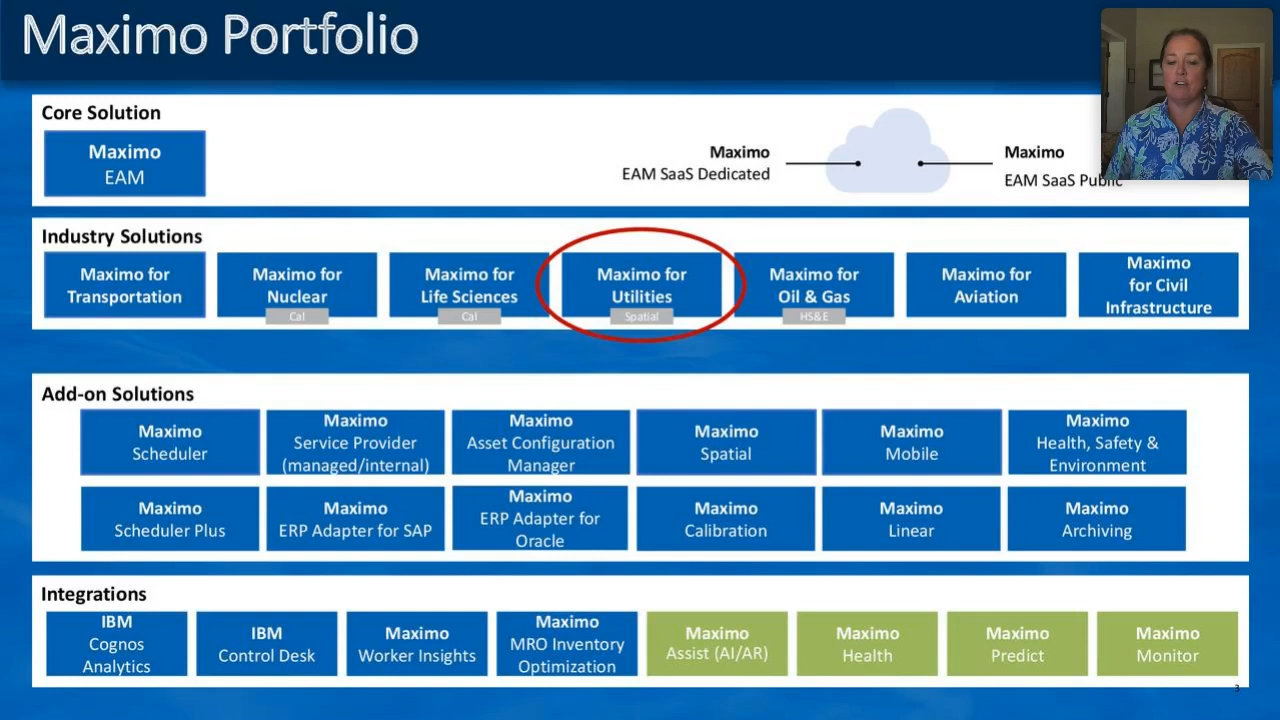 Maximo Portfolio
Core Solution
Maximo
EAM
Maximo
EAM SaaS Dedicated
Maximo
EAM SaaS Public
Industry Solutions
Maximo for
Transportation
Maximo for
Nuclear
Cal
Maximo for
Life Sciences
Cal
Maximo for
Utilities
Spatial
Maximo for
Oil & Gas
HS&E
Maximo for
Aviation
Maximo
for Civil
Infrastructure
Add-on Solutions
Maximo
Scheduler
Maximo
Service Provider
(managed/internal)
Maximo
Asset Configuration
Manager
Maximo
Spatial
Maximo
Mobile
Maximo
Health, Safety &
Environment
Maximo
Scheduler Plus
Maximo
ERP Adapter for SAP
Maximo
ERP Adapter for
Oracle
Maximo
Calibration
Maximo
Linear
Maximo
Archiving
Integrations
IBM
Cognos
Analytics
IBM
Control Desk
Maximo
Worker Insights
Maximo
MRO Inventory
Optimization
Maximo
Assist (AI/AR)
Maximo
Health
Maximo
Predict
Maximo
Monitor
3